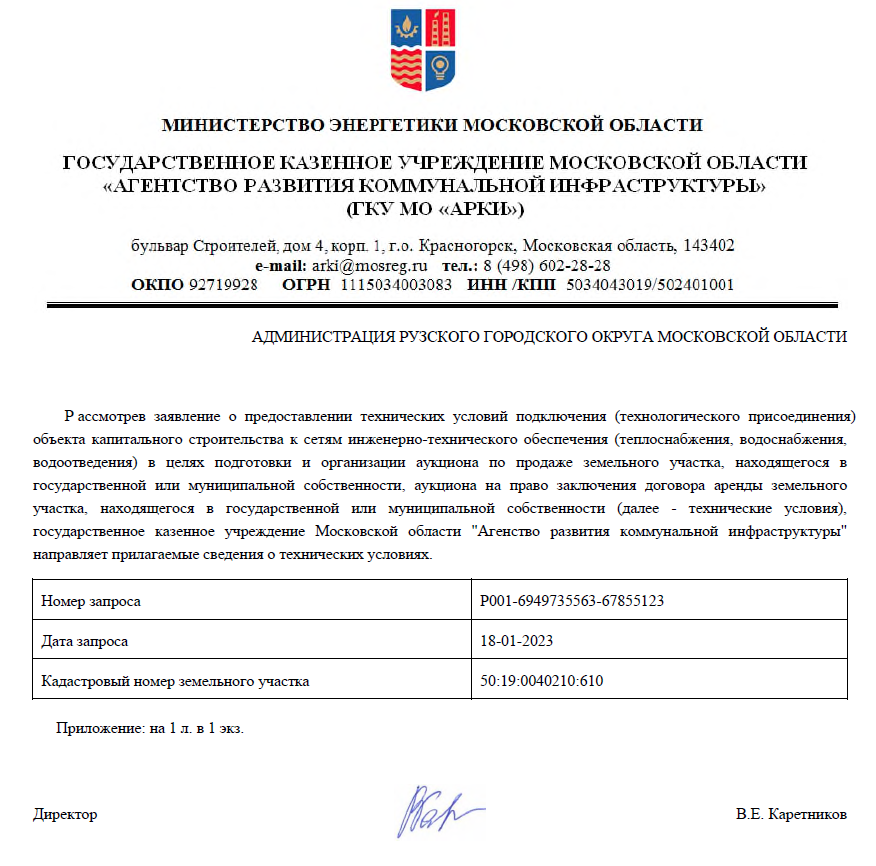 МИНИСТЕРСТВО ЭНЕРГЕТИКИ МОСКОВСКОЙ ОБЛАСТИ
ГОСУДАРСТВЕННОЕ КАЗЕННОЕ УЧРЕЖДЕНИЕ МОСКОВСКОЙ ОБЛАСТИ
«АГЕНТСТВО РАЗВИТИЯ КОММУНАЛЬНОЙ ИНФРАСТРУКТУРЫ»
(ГКУ МО «АРКИ»)
бульвар Строителей, дом 4, корп. 1, г.о. Красногорск, Московская область, 143402
e-mail: arki@mosreg.ru тел.: 8 (498) 602-28-28
ОКПО 92719928 ОГРН 1115034003083 ИНН /КПП 5034043019/502401001
АДМИНИСТРАЦИЯ РУЗСКОГО ГОРОДСКОГО ОКРУГА МОСКОВСКОЙ ОБЛАСТИ
Рассмотрев заявление о предоставлении технических условий подключения (технологического присоединения)
объекта капитального строительства к сетям инженерно-технического обеспечения (теплоснабжения, водоснабжения,
водоотведения) в целях подготовки и организации аукциона по продаже земельного участка, находящегося в
государственной или муниципальной собственности, аукциона на право заключения договора аренды земельного
участка, находящегося в государственной или муниципальной собственности (далее - технические условия),
государственное казенное учреждение Московской области "Агенство развития коммунальной инфраструктуры"
направляет прилагаемые сведения о технических условиях.
Номер запроса P001-6949735563-67855123
Дата запроса 18-01-2023
Кадастровый номер земельного участка 50:19:0040210:610
Приложение: на 1 л. в 1 экз.
Директор В.Е. Каретников